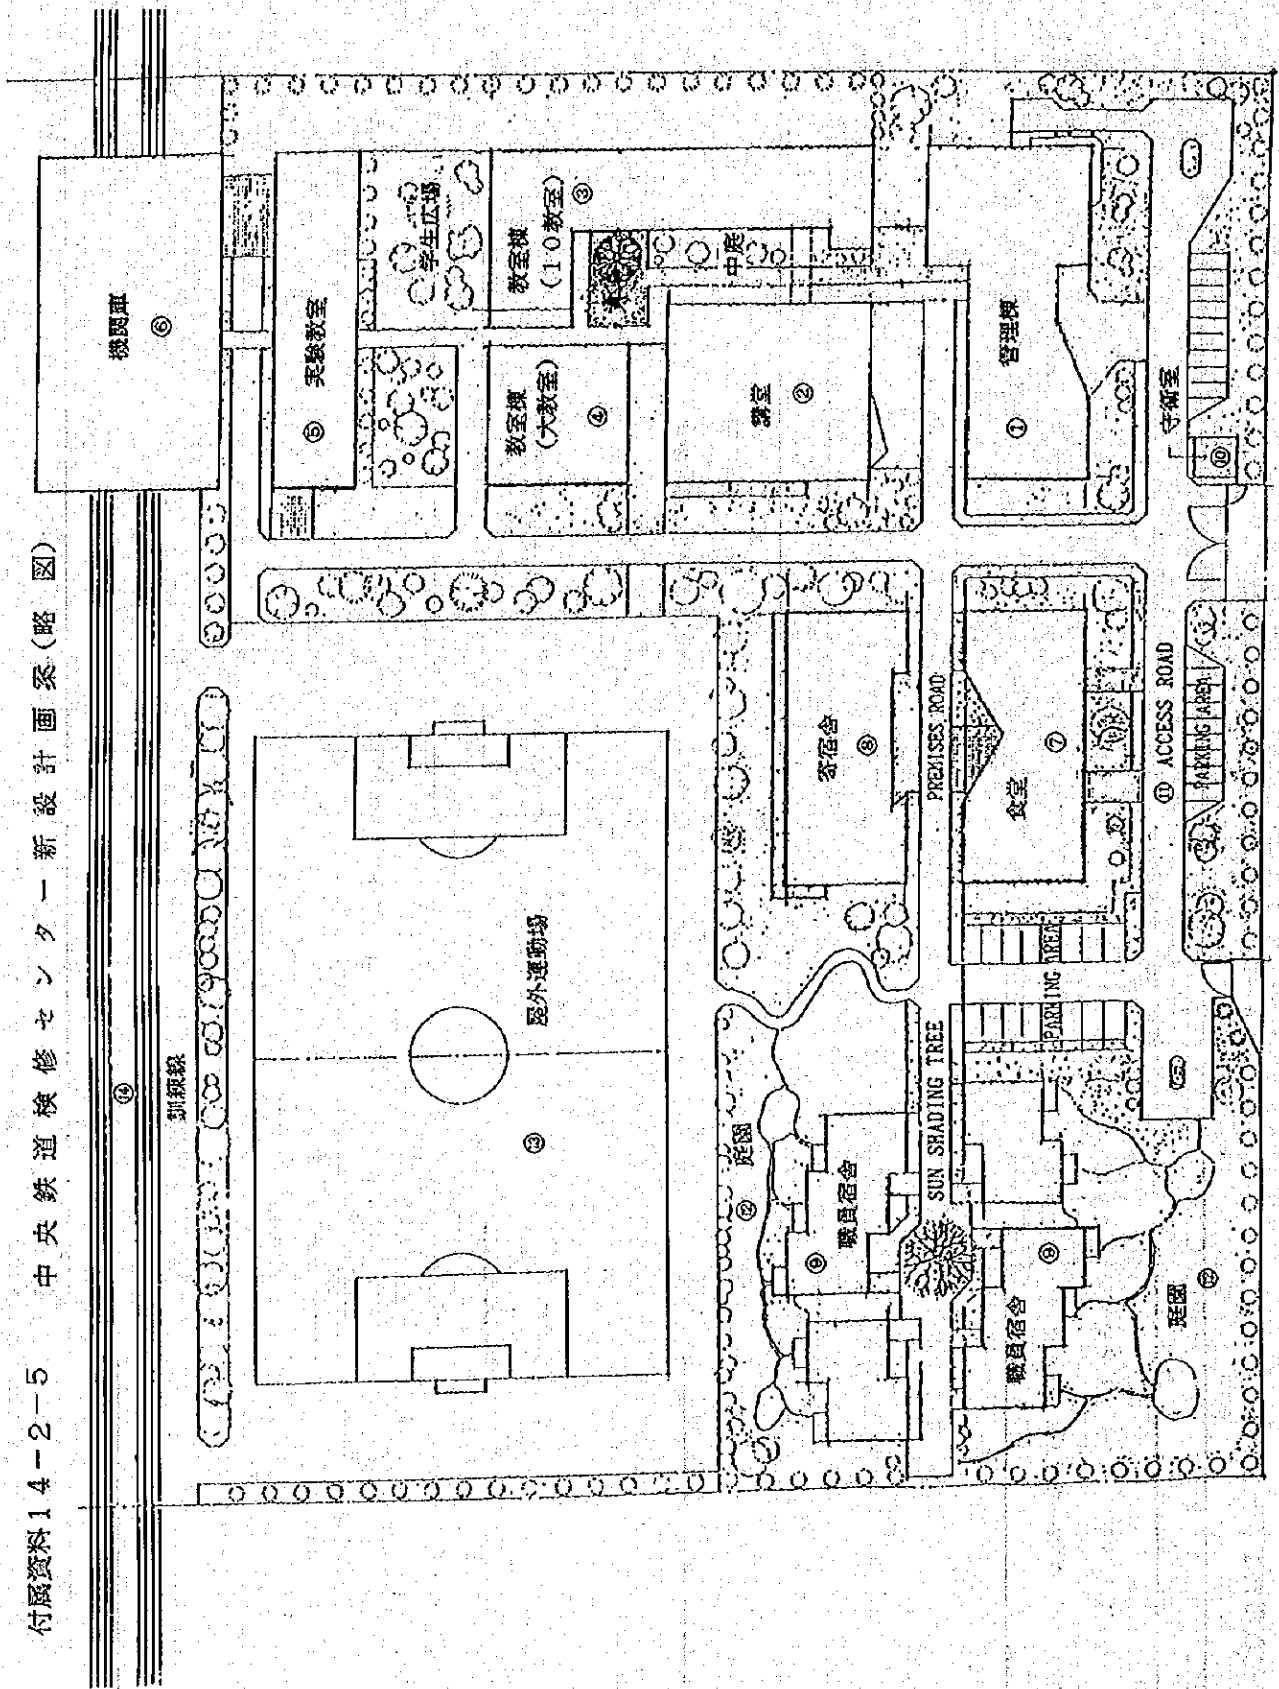 付属資料14-2-5 中央鉄道検修センター新設計画案(略図)
⑭
訓練線
機関庫
⑥
⑤ 実験教室
学生広場
教室棟
(10教室)
③
教室棟
(大教室)
④
中庭
講堂
②
管理棟
①
守衛室
⑩
屋外運動場
⑬
寄宿舎
⑧
PREMISES ROAD
食堂
⑦
⑪ ACCESS ROAD
PARKING AREA
PARKING AREA
SUN SHADING TREE
⑫ 庭園
職員宿舎
⑨
職員宿舎
⑨
庭園
⑫